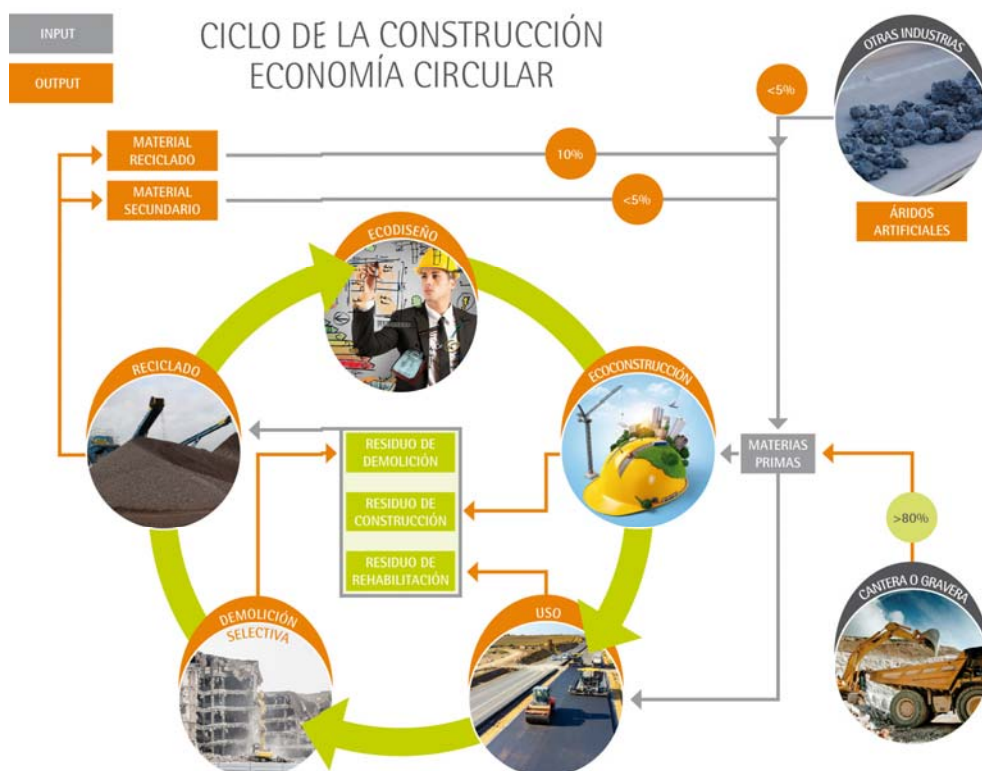 INPUT
OUTPUT
CICLO DE LA CONSTRUCCIÓN
ECONOMÍA CIRCULAR
OTRAS INDUSTRIAS
<5%
MATERIAL
RECICLADO
10%
MATERIAL
SECUNDARIO
<5%
ÁRIDOS
ARTIFICIALES
ECODISEÑO
RECICLADO
ECOCONSTRUCCIÓN
RESIDUO DE
DEMOLICIÓN
MATERIAS
PRIMAS
RESIDUO DE
CONSTRUCCIÓN
>80%
RESIDUO DE
REHABILITACIÓN
DEMOLICIÓN
SELECTIVA
USO
CANTERA O GRAVERA